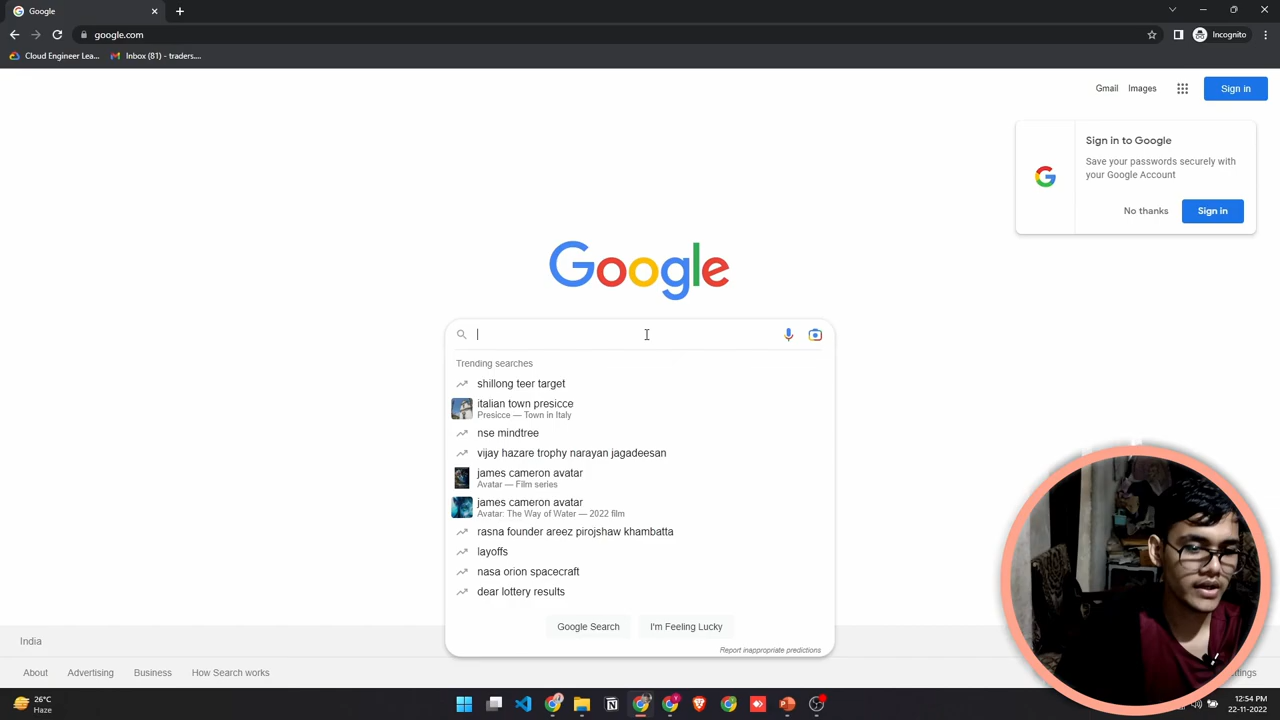 Google
google.com
Incognito
Cloud Engineer Lea...
Inbox (81) - traders....
Gmail
Images
Sign in
Sign in to Google
Save your passwords securely with
your Google Account
No thanks
Sign in
Google
Trending searches
shillong teer target
italian town presicce
Presicce — Town in Italy
nse mindtree
vijay hazare trophy narayan jagadeesan
james cameron avatar
Avatar — Film series
james cameron avatar
Avatar: The Way of Water — 2022 film
rasna founder areez pirojshaw khambatta
layoffs
nasa orion spacecraft
dear lottery results
Google Search
I'm Feeling Lucky
Report inappropriate predictions
India
About
Advertising
Business
How Search works
26°C
Haze
12:54 PM
22-11-2022